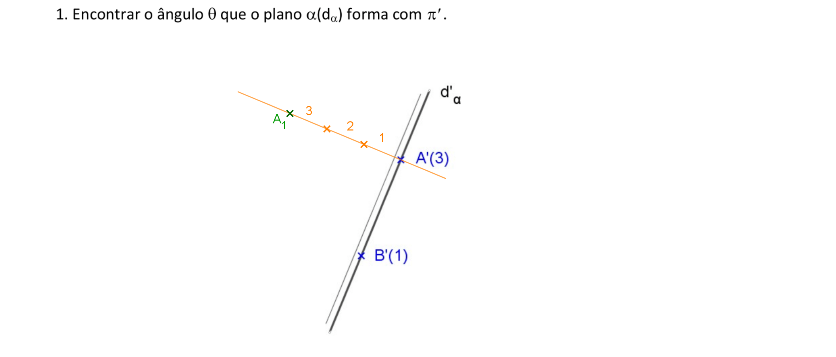 1. Encontrar o ângulo θ que o plano α(dα) forma com π′.
d'α
3
A1
2
1
A'(3)
B'(1)